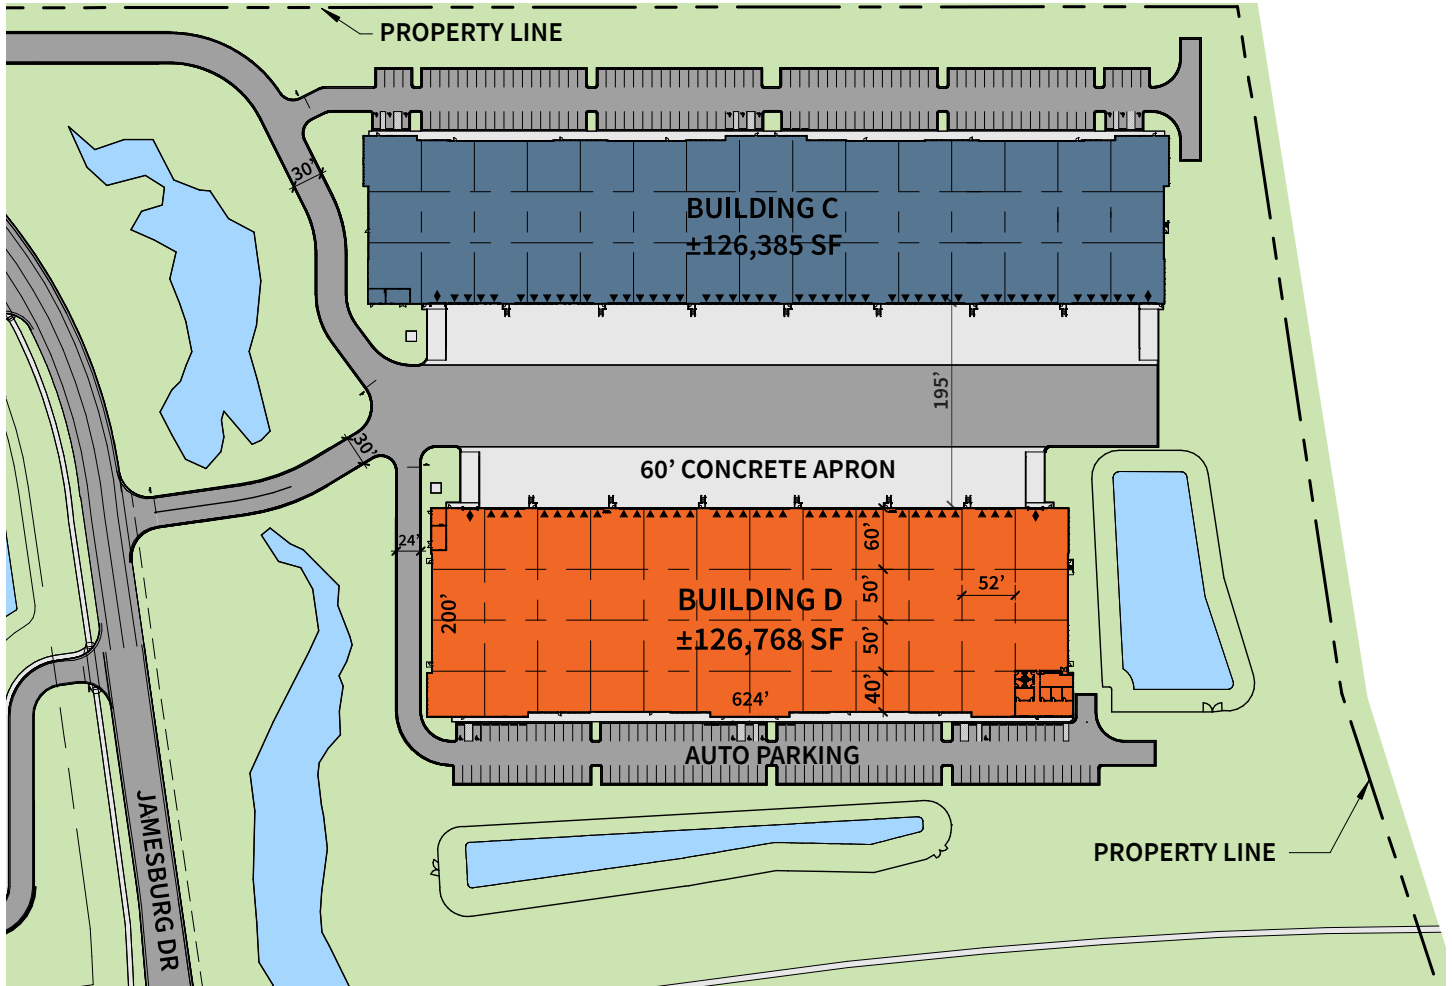 PROPERTY LINE
30’
BUILDING C
±126,385 SF
195’
30’
60’ CONCRETE APRON
24’
60’
52’
50’
BUILDING D
200’
±126,768 SF
50’
40’
624’
AUTO PARKING
JAMESBURG DR
PROPERTY LINE